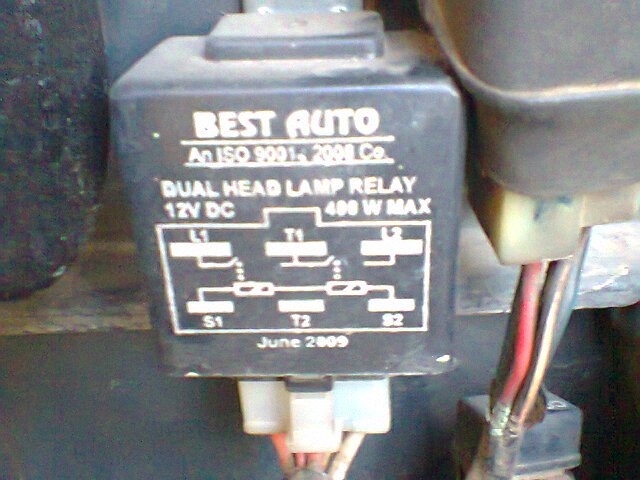 BEST AUTO
An ISO 9001: 2008 Co.
DUAL HEAD LAMP RELAY
12V DC 400 W MAX
L1 T1 L2
S1 T2 S2
June 2009